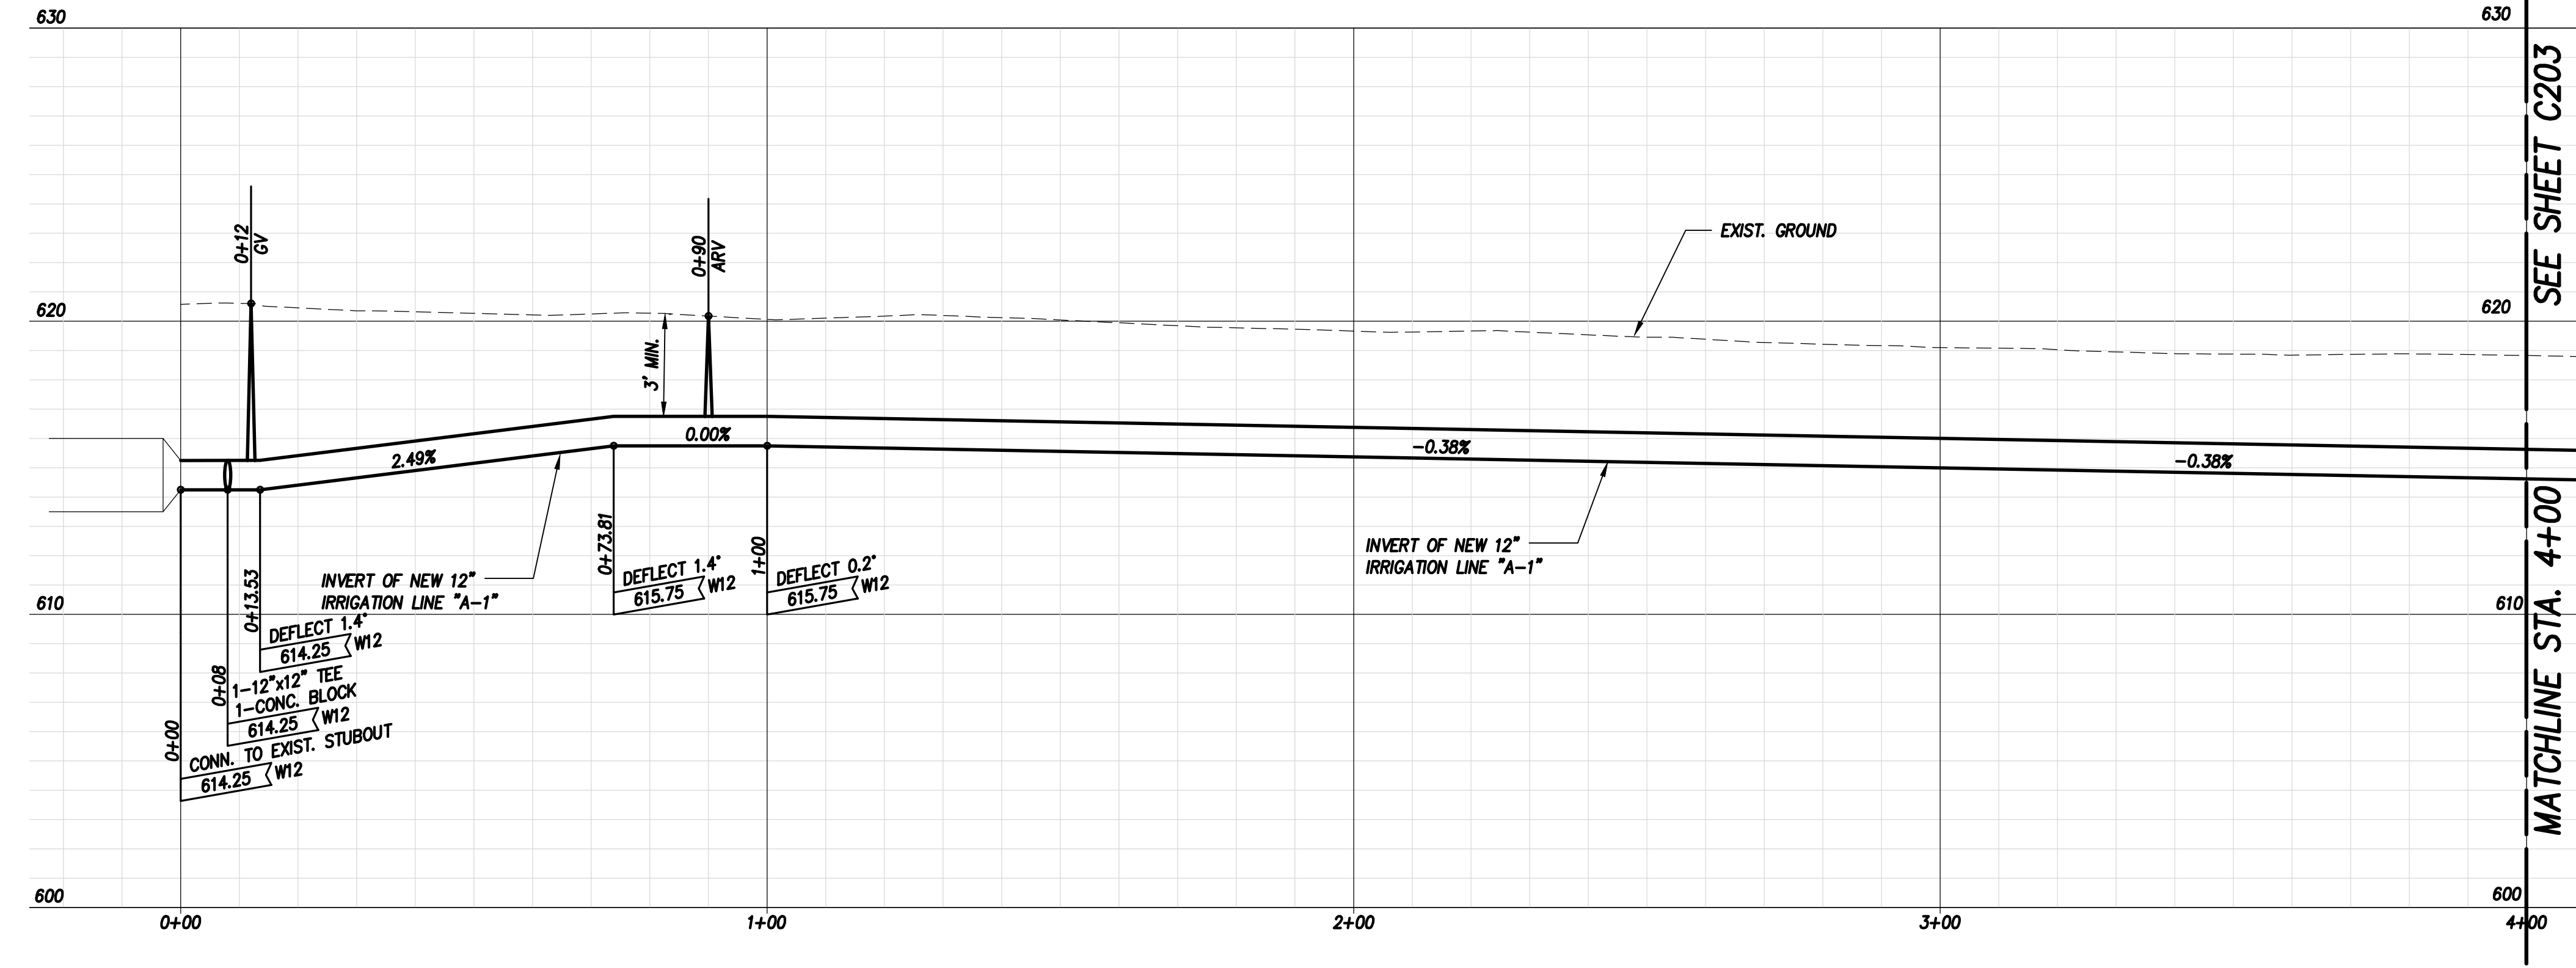 630
630
SEE SHEET C203
0+12
GV
0+90
ARV
EXIST. GROUND
620
620
3' MIN.
0.00%
2.49%
-0.38%
-0.38%
INVERT OF NEW 12"
IRRIGATION LINE "A-1"
INVERT OF NEW 12"
IRRIGATION LINE "A-1"
0+73.81
DEFLECT 1.4°
615.75
W12
1+00
DEFLECT 0.2°
615.75
W12
610
610
0+13.53
DEFLECT 1.4°
614.25
W12
0+08
1-12"x12" TEE
1-CONC. BLOCK
614.25
W12
0+00
CONN. TO EXIST. STUBOUT
614.25
W12
MATCHLINE STA. 4+00
600
600
0+00
1+00
2+00
3+00
4+00